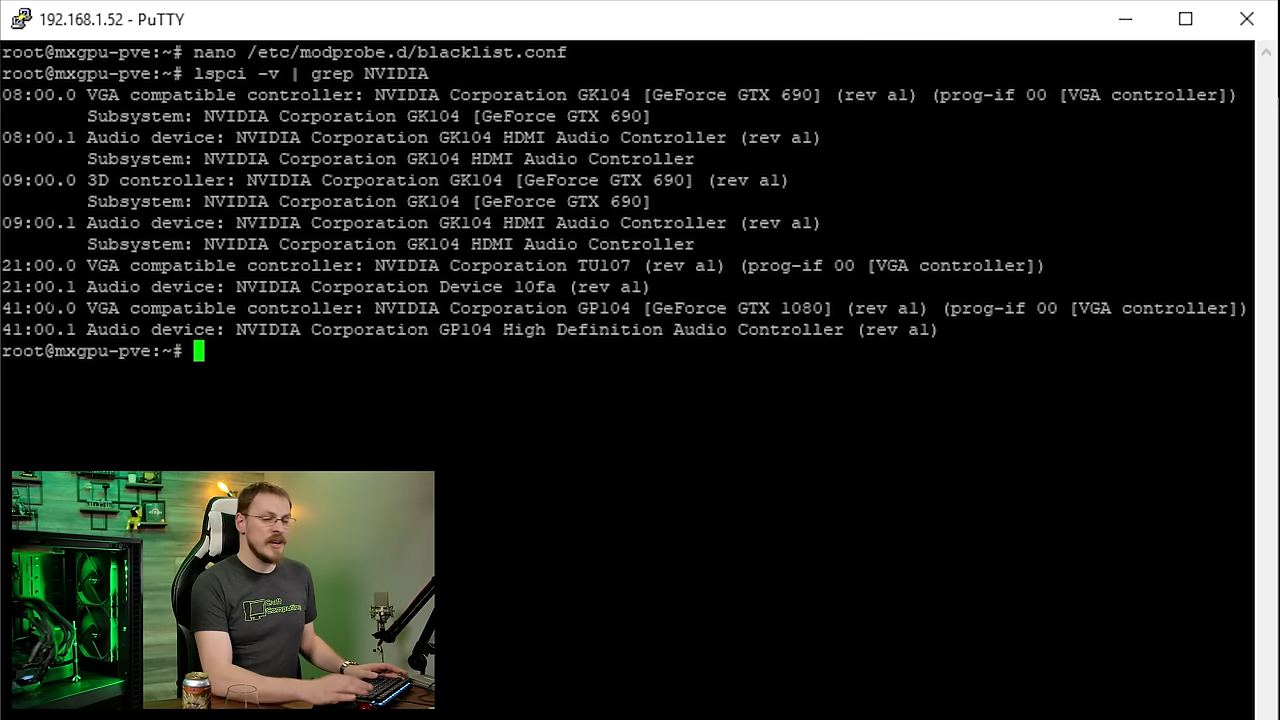 192.168.1.52 - PuTTY
root@mxgpu-pve:~# nano /etc/modprobe.d/blacklist.conf
root@mxgpu-pve:~# lspci -v | grep NVIDIA
08:00.0 VGA compatible controller: NVIDIA Corporation GK104 [GeForce GTX 690] (rev a1) (prog-if 00 [VGA controller])
Subsystem: NVIDIA Corporation GK104 [GeForce GTX 690]
08:00.1 Audio device: NVIDIA Corporation GK104 HDMI Audio Controller (rev a1)
Subsystem: NVIDIA Corporation GK104 HDMI Audio Controller
09:00.0 3D controller: NVIDIA Corporation GK104 [GeForce GTX 690] (rev a1)
Subsystem: NVIDIA Corporation GK104 [GeForce GTX 690]
09:00.1 Audio device: NVIDIA Corporation GK104 HDMI Audio Controller (rev a1)
Subsystem: NVIDIA Corporation GK104 HDMI Audio Controller
21:00.0 VGA compatible controller: NVIDIA Corporation TU107 (rev a1) (prog-if 00 [VGA controller])
21:00.1 Audio device: NVIDIA Corporation Device 10fa (rev a1)
41:00.0 VGA compatible controller: NVIDIA Corporation GP104 [GeForce GTX 1080] (rev a1) (prog-if 00 [VGA controller])
41:00.1 Audio device: NVIDIA Corporation GP104 High Definition Audio Controller (rev a1)
root@mxgpu-pve:~#
Craft
Computing